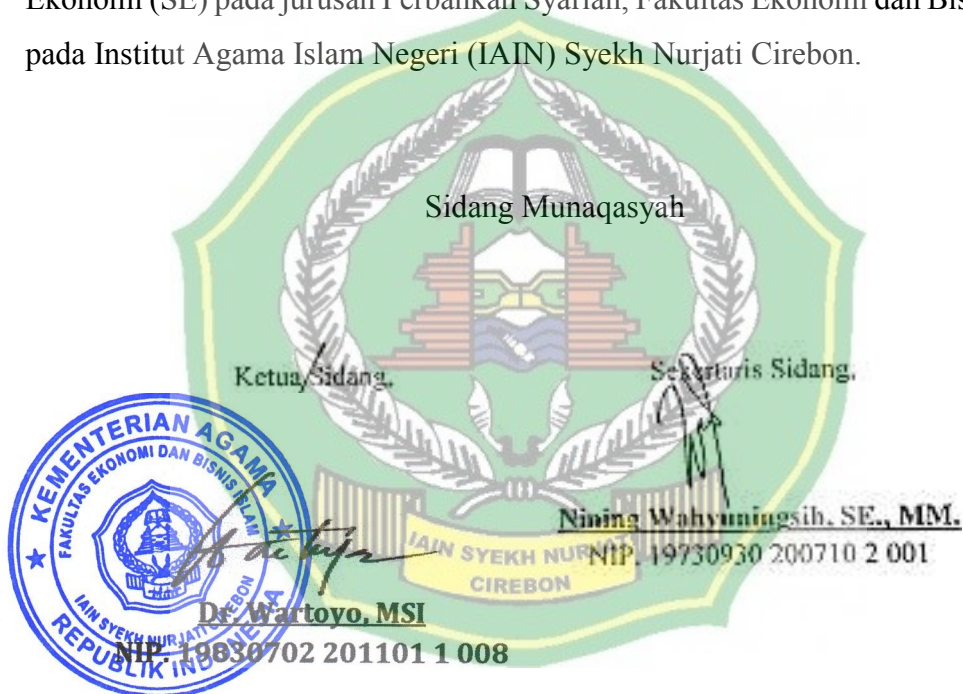 Ekonomi (SE) pada jurusan Perbankan Syariah, Fakultas Ekonomi dan Bis
pada Institut Agama Islam Negeri (IAIN) Syekh Nurjati Cirebon.
Sidang Munaqasyah
Ketua Sidang,
Sekertaris Sidang,
KEMENTERIAN AGAMA
FAKULTAS EKONOMI DAN BISNIS ISLAM
IAIN SYEKH NURJATI CIREBON
REPUBLIK INDONESIA
IAIN SYEKH NURJATI
CIREBON
Nining Wahyuningsih, SE., MM.
NIP. 19730930 200710 2 001
Dr. Wartoyo, MSI
NIP. 19830702 201101 1 008